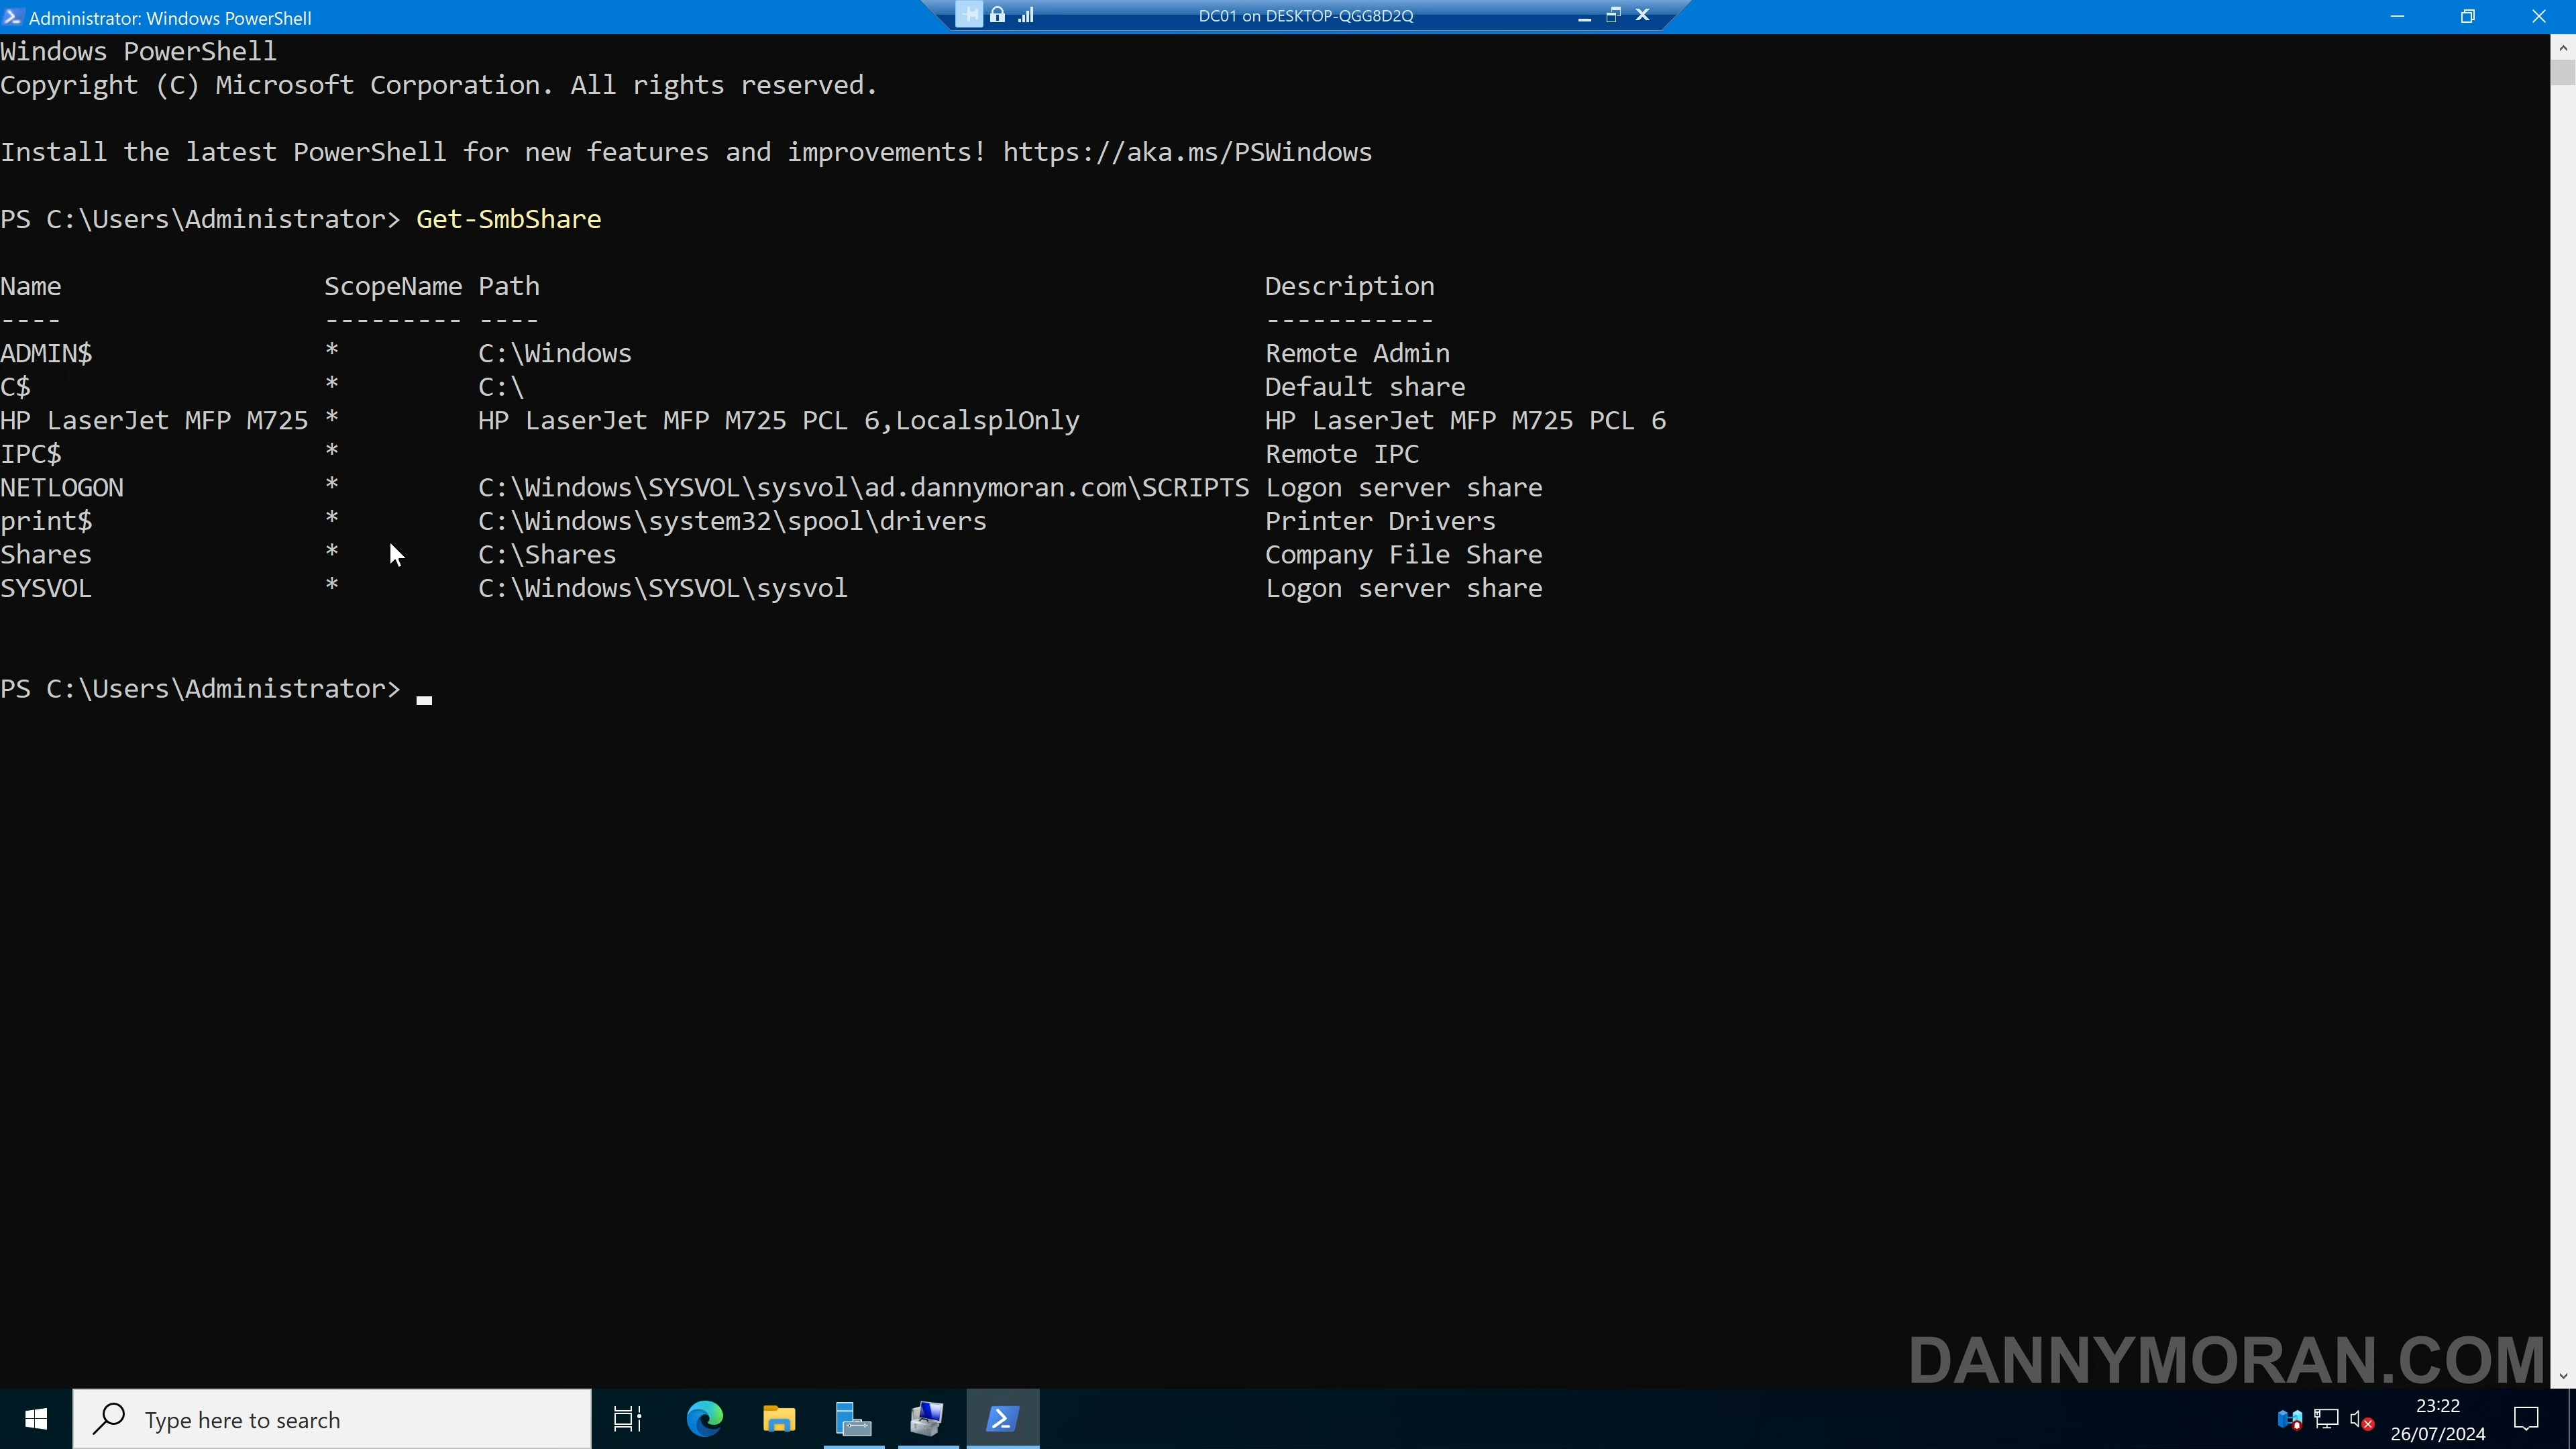 Administrator: Windows PowerShell
DC01 on DESKTOP-QGG8D2Q
Windows PowerShell
Copyright (C) Microsoft Corporation. All rights reserved.
Install the latest PowerShell for new features and improvements! https://aka.ms/PSWindows
PS C:\Users\Administrator> Get-SmbShare
Name ScopeName Path Description
---- --------- ---- -----------
ADMIN$ * C:\Windows Remote Admin
C$ * C:\ Default share
HP LaserJet MFP M725 * HP LaserJet MFP M725 PCL 6,LocalsplOnly HP LaserJet MFP M725 PCL 6
IPC$ * Remote IPC
NETLOGON * C:\Windows\SYSVOL\sysvol\ad.dannymoran.com\SCRIPTS Logon server share
print$ * C:\Windows\system32\spool\drivers Printer Drivers
Shares * C:\Shares Company File Share
SYSVOL * C:\Windows\SYSVOL\sysvol Logon server share
PS C:\Users\Administrator>
DANNYMORAN.COM
Type here to search
23:22
26/07/2024